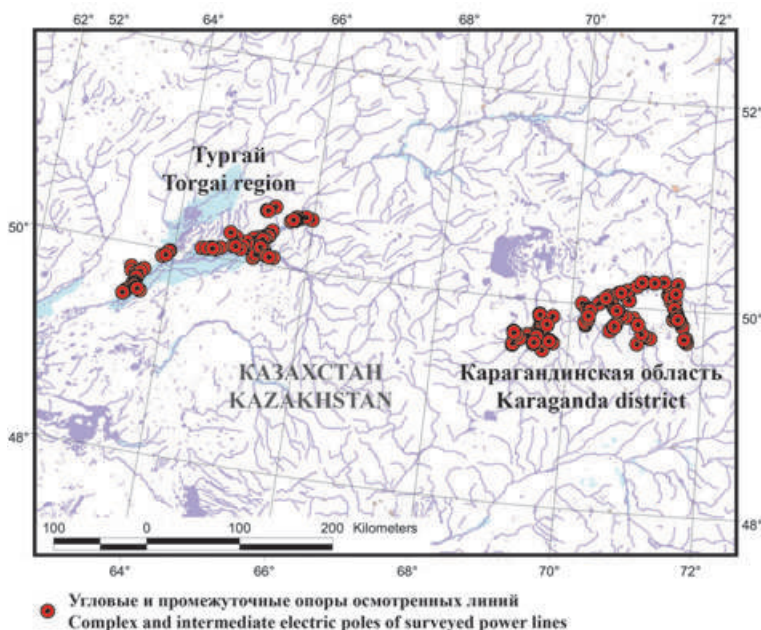 62° 52° 64° 66° 68° 70° 72°
52°
Тургай
Torgai region
50°
50°
КАЗАХСТАН
KAZAKHSTAN
Карагандинская область
Karaganda district
48°
48°
100 0 100 200 Kilometers
64° 66° 68° 70° 72°
Угловые и промежуточные опоры осмотренных линий
Complex and intermediate electric poles of surveyed power lines